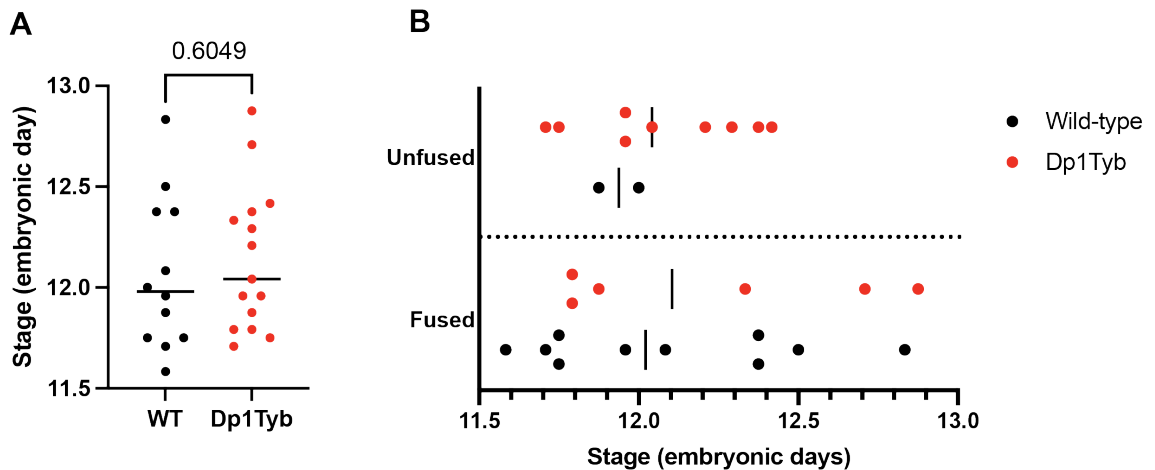 A
0.6049
Stage (embryonic day)
13.0
12.5
12.0
11.5
WT Dp1Tyb
B
Unfused
Fused
11.5 12.0 12.5 13.0
Stage (embryonic days)
Wild-type
Dp1Tyb